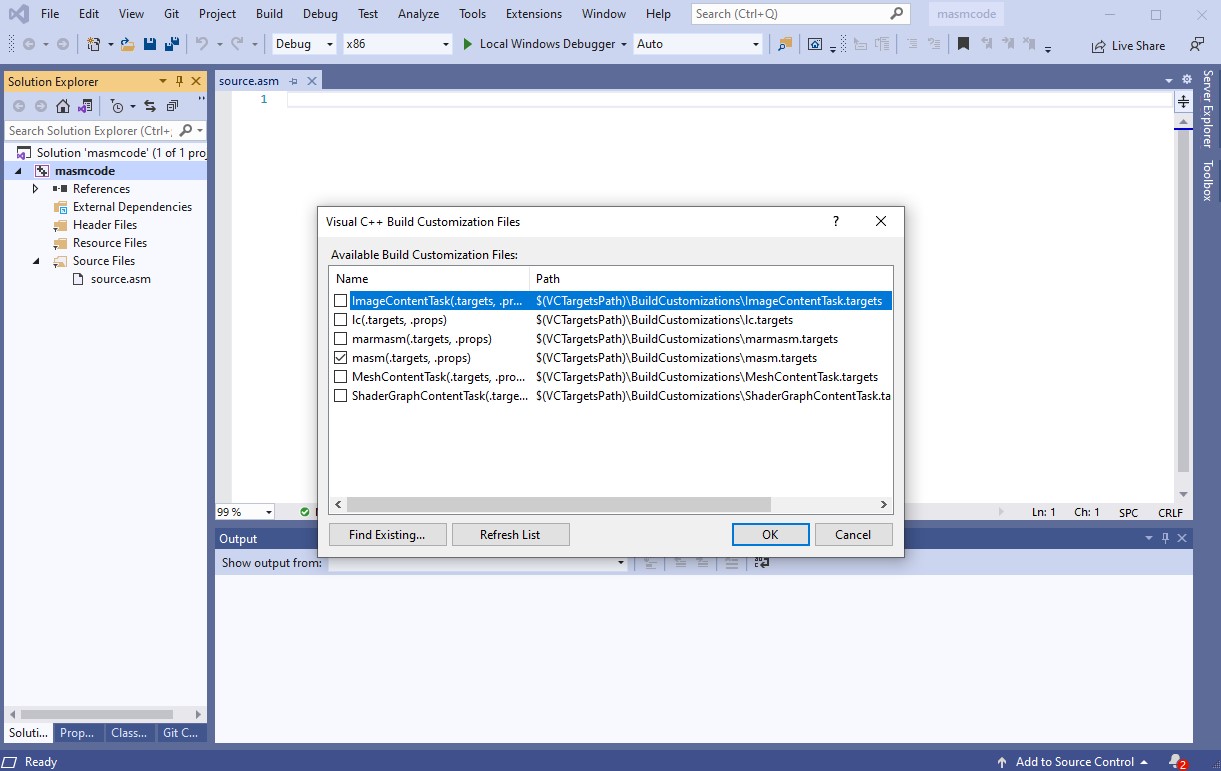 File Edit View Git Project Build Debug Test Analyze Tools Extensions Window Help Search (Ctrl+Q) masmcode
Debug x86 Local Windows Debugger Auto Live Share
Solution Explorer
source.asm
1
Search Solution Explorer (Ctrl+;
Solution 'masmcode' (1 of 1 proj
masmcode
References
External Dependencies
Header Files
Resource Files
Source Files
source.asm
Server Explorer
Toolbox
Visual C++ Build Customization Files ?
Available Build Customization Files:
Name Path
ImageContentTask(.targets, .pr... $(VCTargetsPath)\BuildCustomizations\ImageContentTask.targets
lc(.targets, .props) $(VCTargetsPath)\BuildCustomizations\lc.targets
marmasm(.targets, .props) $(VCTargetsPath)\BuildCustomizations\marmasm.targets
masm(.targets, .props) $(VCTargetsPath)\BuildCustomizations\masm.targets
MeshContentTask(.targets, .pro... $(VCTargetsPath)\BuildCustomizations\MeshContentTask.targets
ShaderGraphContentTask(.targe... $(VCTargetsPath)\BuildCustomizations\ShaderGraphContentTask.ta
Find Existing... Refresh List OK Cancel
99 % Ln: 1 Ch: 1 SPC CRLF
Output
Show output from:
Soluti... Prop... Class... Git C...
Ready Add to Source Control 2